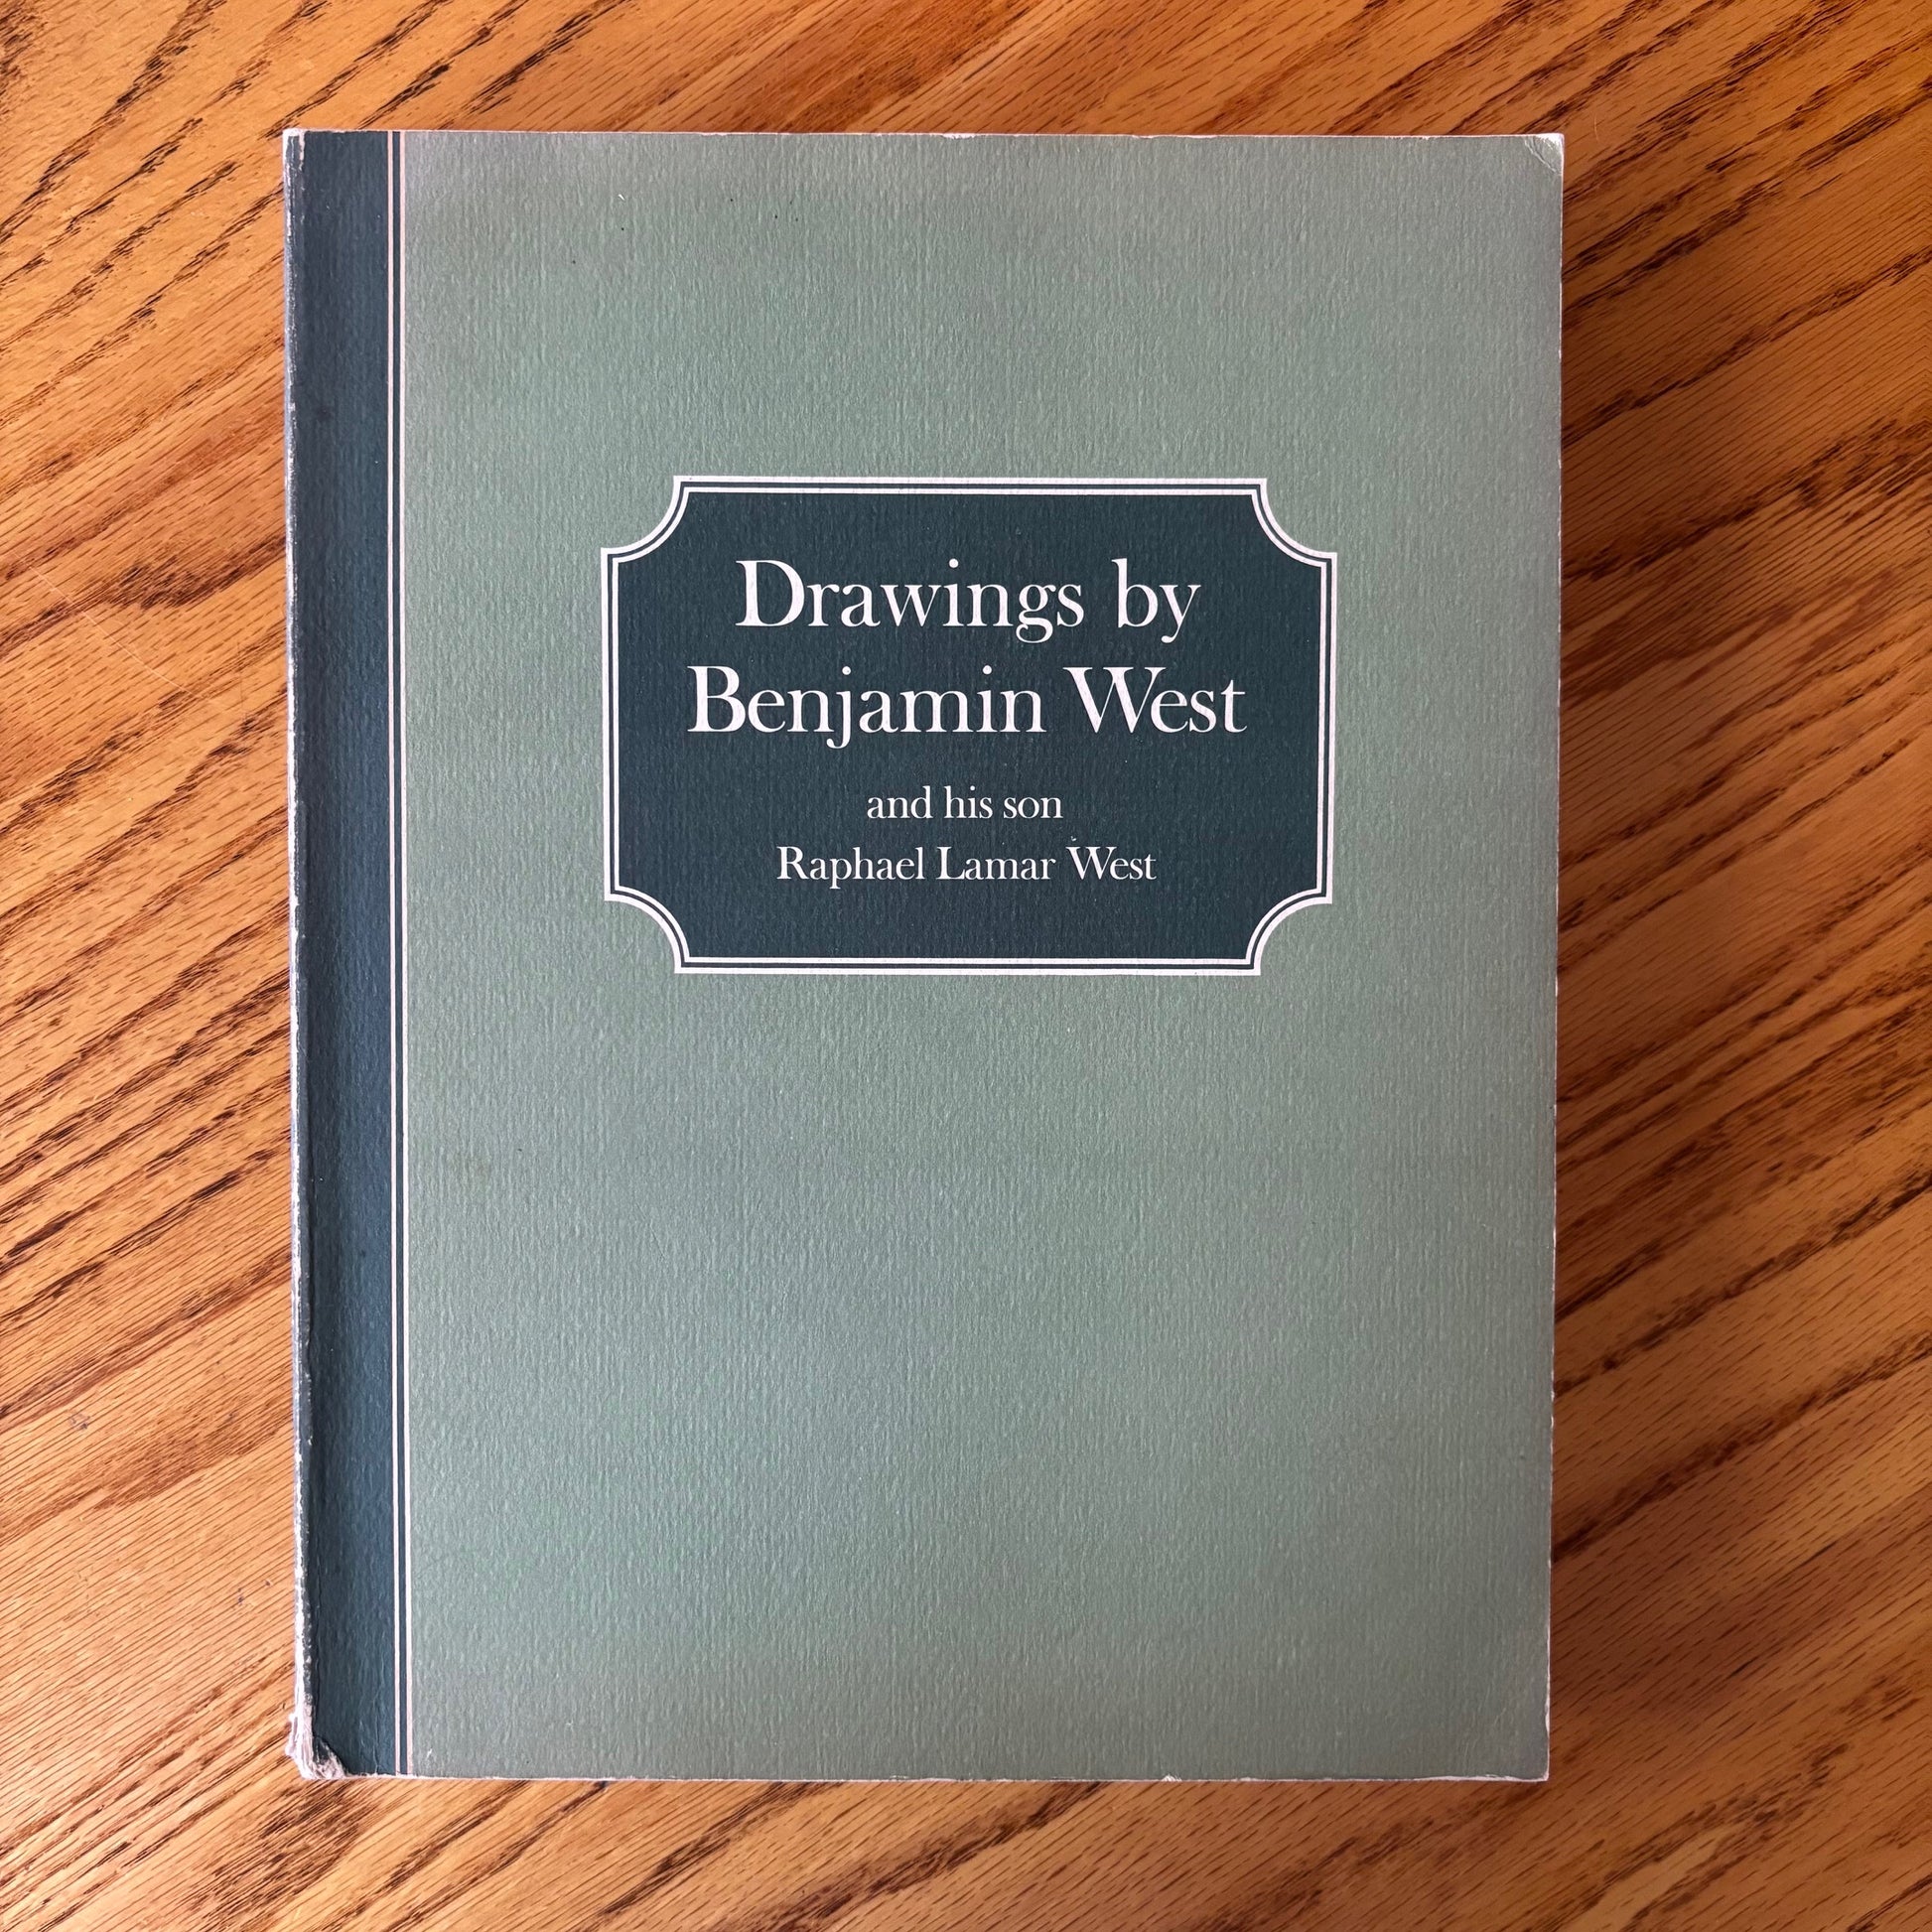 Drawings by
Benjamin West
and his son
Raphael Lamar West